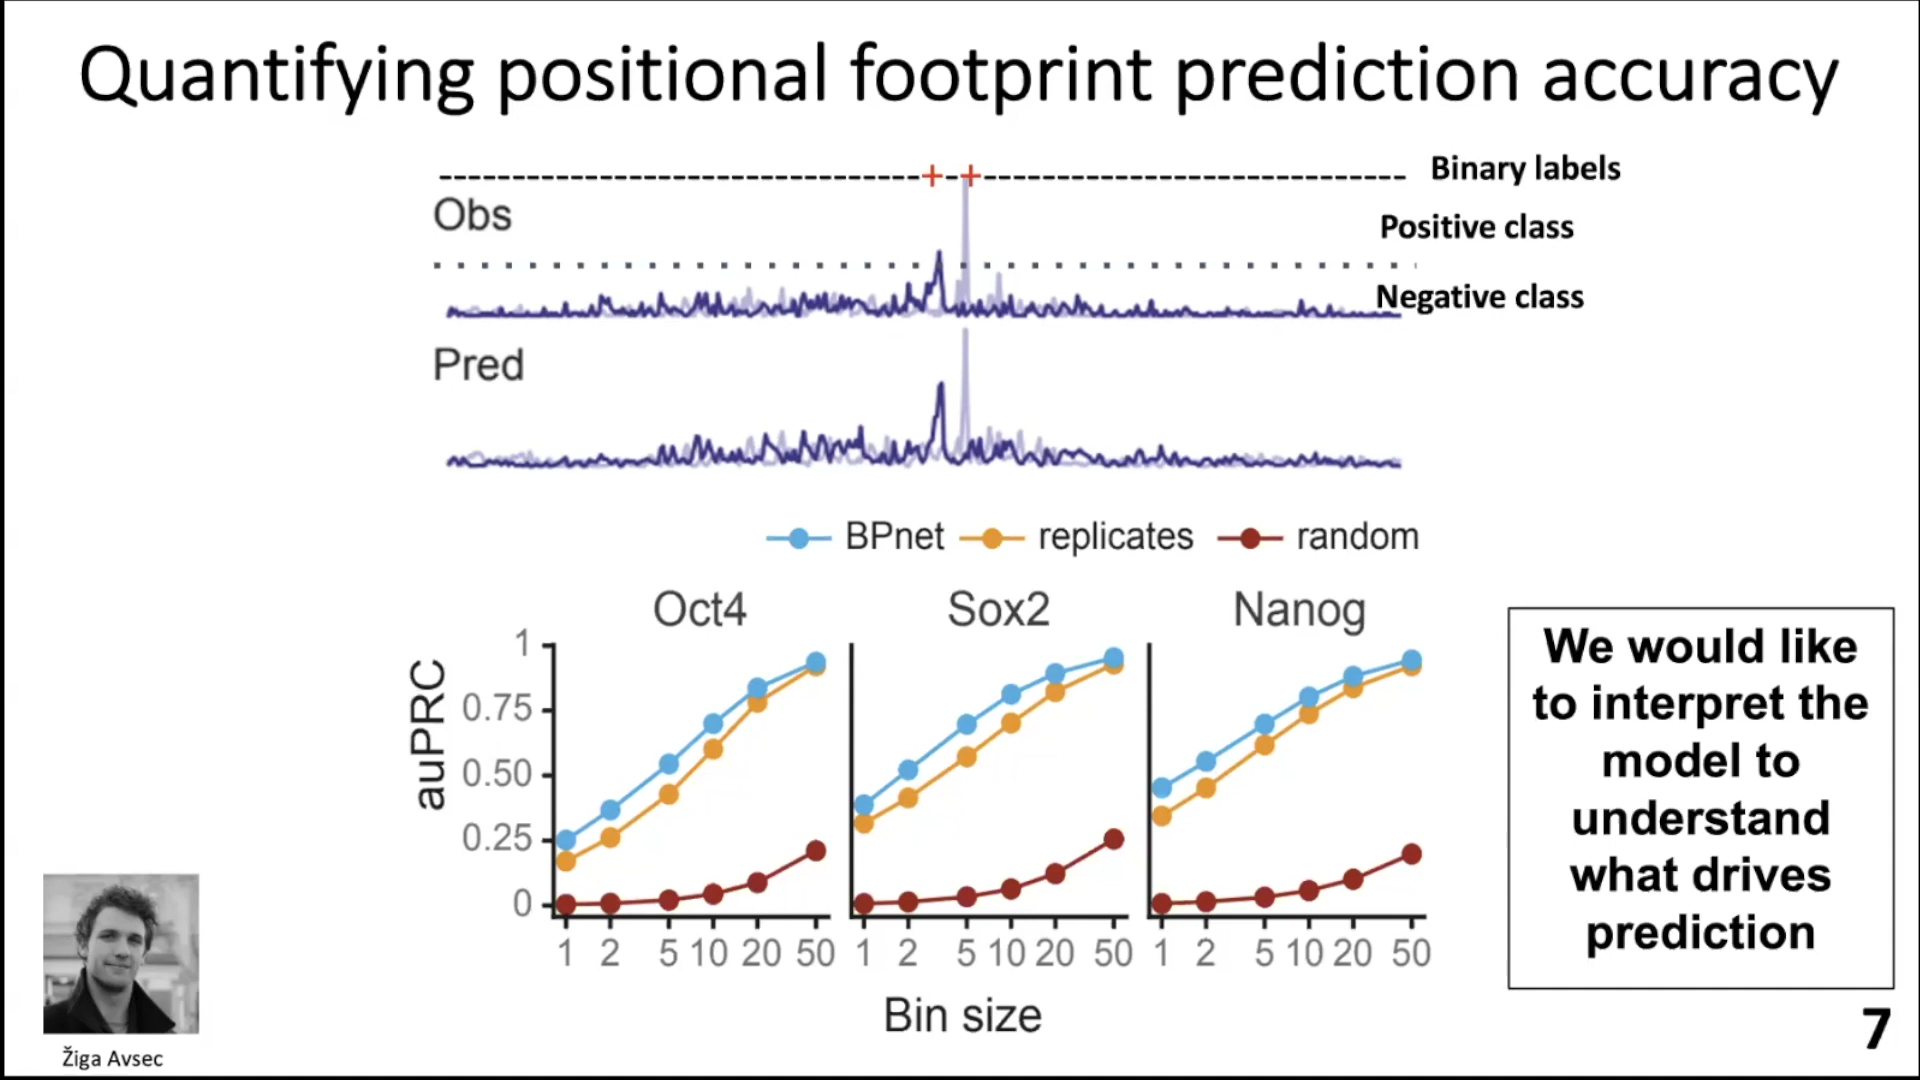 Quantifying positional footprint prediction accuracy
Binary labels
Obs
Positive class
Negative class
Pred
BPnet replicates random
Oct4 Sox2 Nanog
auPRC
1
0.75
0.50
0.25
0
1 2 5 10 20 50 1 2 5 10 20 50 1 2 5 10 20 50
Bin size
We would like
to interpret the
model to
understand
what drives
prediction
Žiga Avsec
7